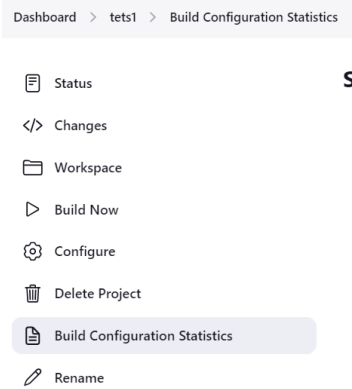 Dashboard > tets1 > Build Configuration Statistics
S
Status
Changes
Workspace
Build Now
Configure
Delete Project
Build Configuration Statistics
Rename